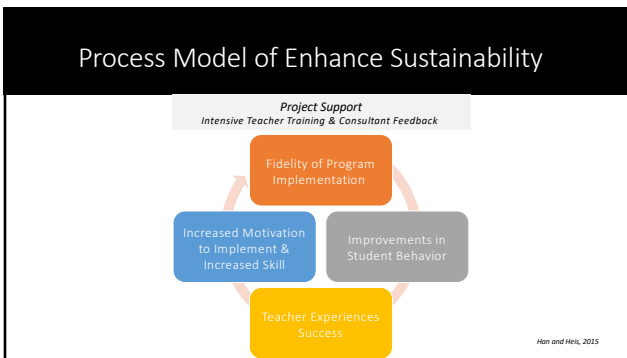 Process Model of Enhance Sustainability
Project Support
Intensive Teacher Training & Consultant Feedback
Fidelity of Program
Implementation
Increased Motivation
to Implement &
Increased Skill
Improvements in
Student Behavior
Teacher Experiences
Success
Han and Heis, 2015